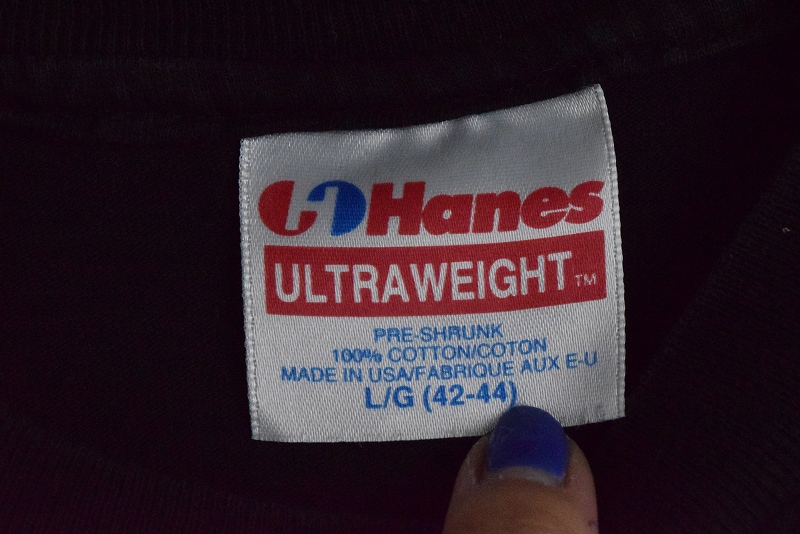 Hanes
ULTRAWEIGHT™
PRE-SHRUNK
100% COTTON/COTON
MADE IN USA/FABRIQUE AUX E-U
L/G (42-44)